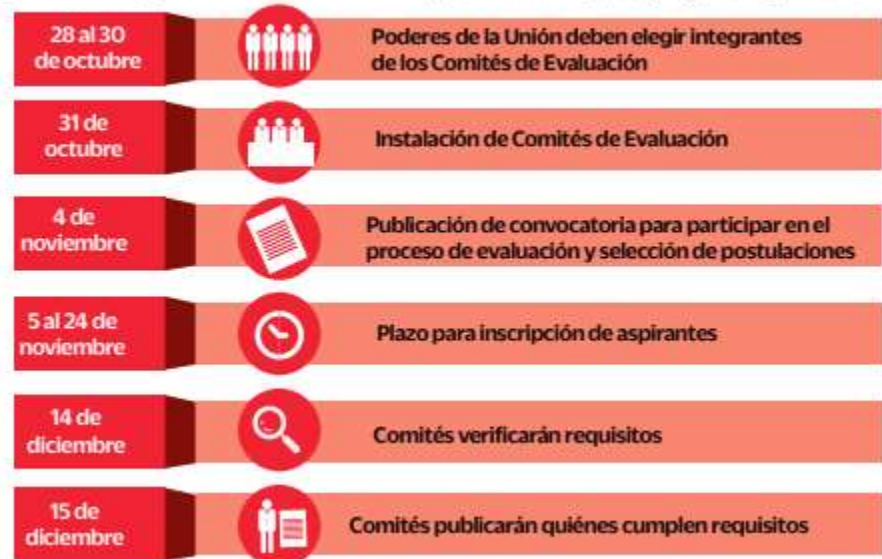 28 al 30
de octubre
Poderes de la Unión deben elegir integrantes
de los Comités de Evaluación
31 de
octubre
Instalación de Comités de Evaluación
4 de
noviembre
Publicación de convocatoria para participar en el
proceso de evaluación y selección de postulaciones
5 al 24 de
noviembre
Plazo para inscripción de aspirantes
14 de
diciembre
Comités verificarán requisitos
15 de
diciembre
Comités publicarán quiénes cumplen requisitos